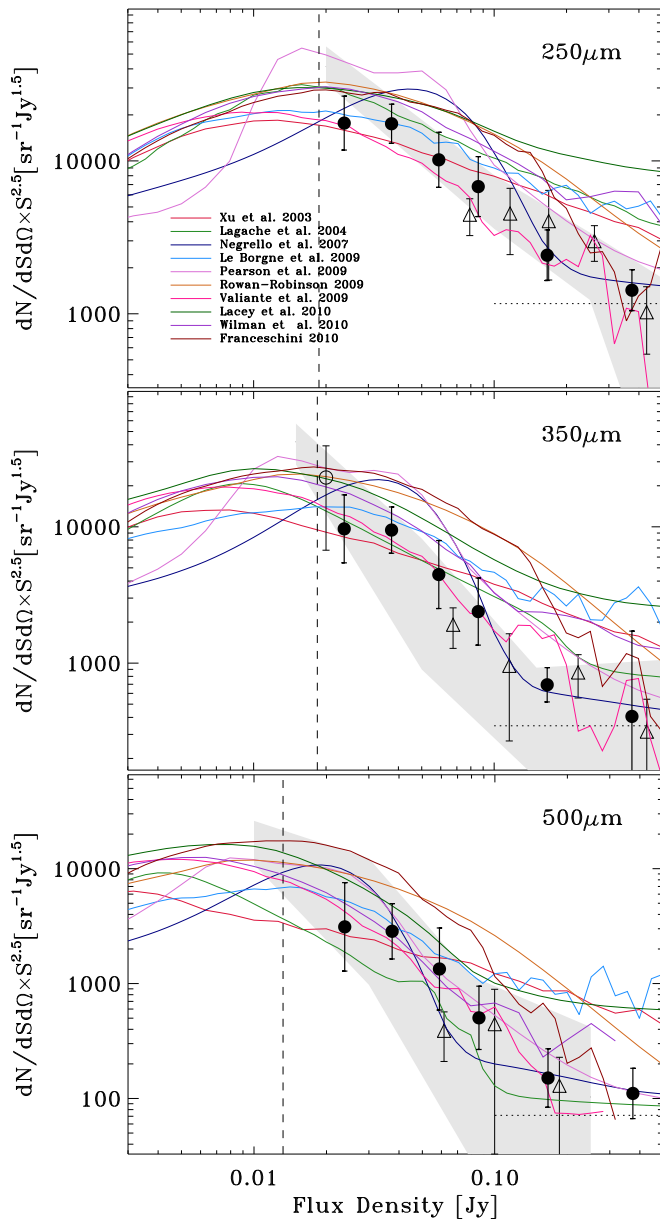 250μm
dN/dSdΩ×S^2.5[sr^−1Jy^1.5]
10000
1000
Xu et al. 2003
Lagache et al. 2004
Negrello et al. 2007
Le Borgne et al. 2009
Pearson et al. 2009
Rowan−Robinson 2009
Valiante et al. 2009
Lacey et al. 2010
Wilman et al. 2010
Franceschini 2010
350μm
dN/dSdΩ×S^2.5[sr^−1Jy^1.5]
10000
1000
500μm
dN/dSdΩ×S^2.5[sr^−1Jy^1.5]
10000
1000
100
0.01 0.10
Flux Density [Jy]